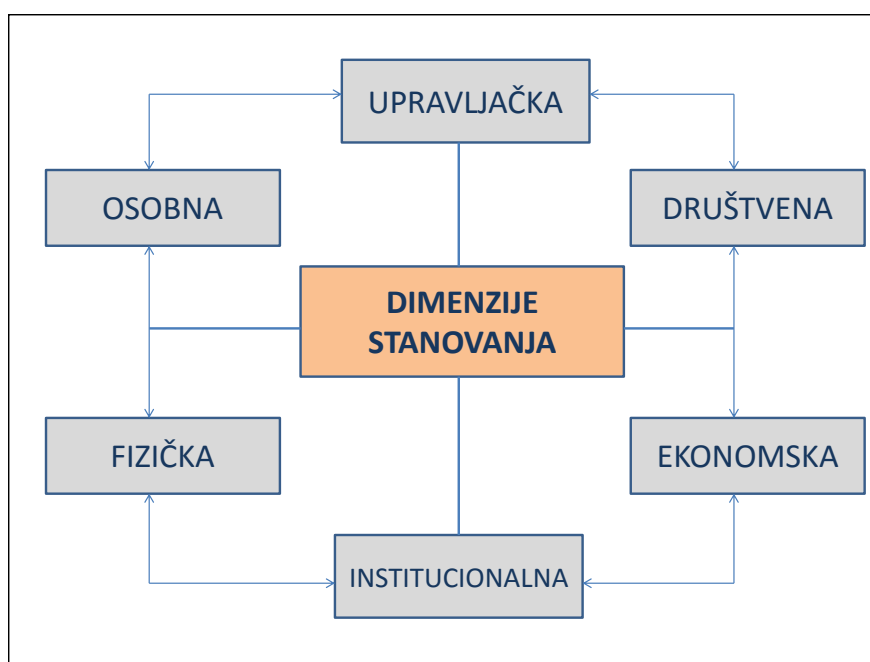 UPRAVLJAČKA
OSOBNA
DRUŠTVENA
DIMENZIJE
STANOVANJA
FIZIČKA
EKONOMSKA
INSTITUCIONALNA